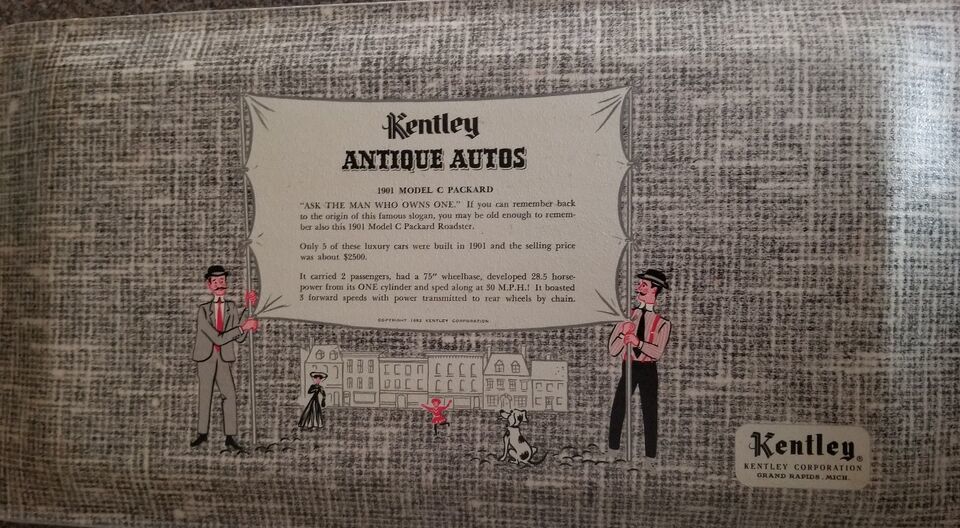 Kentley
ANTIQUE AUTOS
1901 MODEL C PACKARD
"ASK THE MAN WHO OWNS ONE." If you can remember back
to the origin of this famous slogan, you may be old enough to remem-
ber also this 1901 Model C Packard Roadster.
Only 5 of these luxury cars were built in 1901 and the selling price
was about $2500.
It carried 2 passengers, had a 75" wheelbase, developed 28.5 horse-
power from its ONE cylinder and sped along at 30 M.P.H.! It boasted
3 forward speeds with power transmitted to rear wheels by chain.
COPYRIGHT 1952 KENTLEY CORPORATION
Kentley®
KENTLEY CORPORATION
GRAND RAPIDS, MICH.